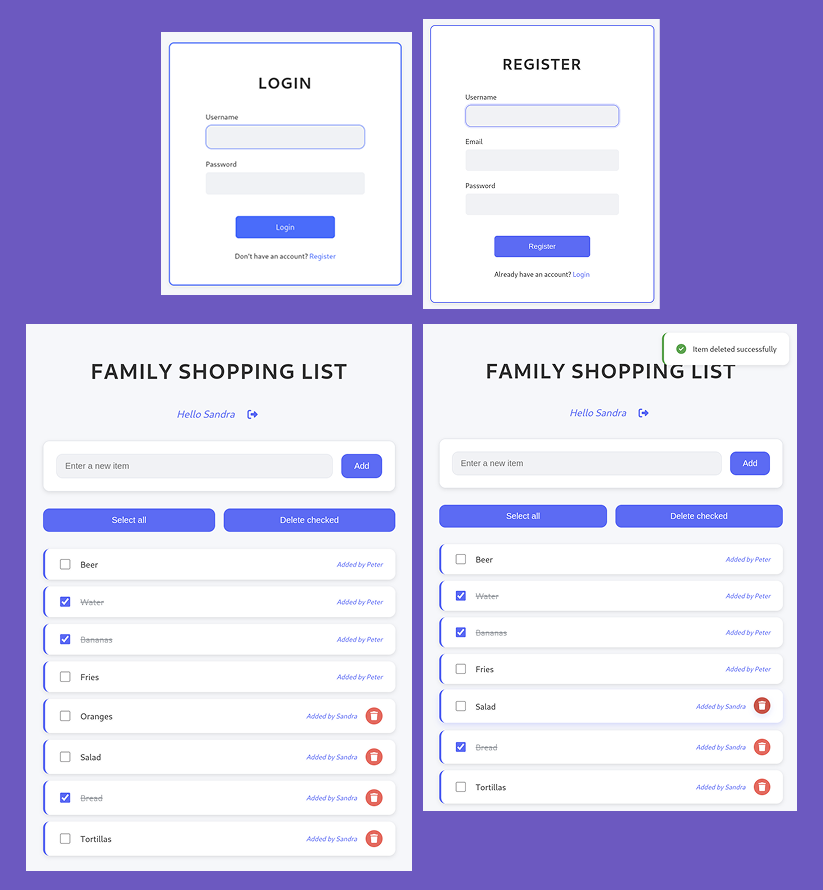 LOGIN
Username
Password
Login
Don't have an account? Register
REGISTER
Username
Email
Password
Register
Already have an account? Login
FAMILY SHOPPING LIST
Hello Sandra
Enter a new item Add
Select all Delete checked
Beer Added by Peter
Water Added by Peter
Bananas Added by Peter
Fries Added by Peter
Oranges Added by Sandra
Salad Added by Sandra
Bread Added by Sandra
Tortillas Added by Sandra
Item deleted successfully
FAMILY SHOPPING LIST
Hello Sandra
Enter a new item Add
Select all Delete checked
Beer Added by Peter
Water Added by Peter
Bananas Added by Peter
Fries Added by Peter
Salad Added by Sandra
Bread Added by Sandra
Tortillas Added by Sandra